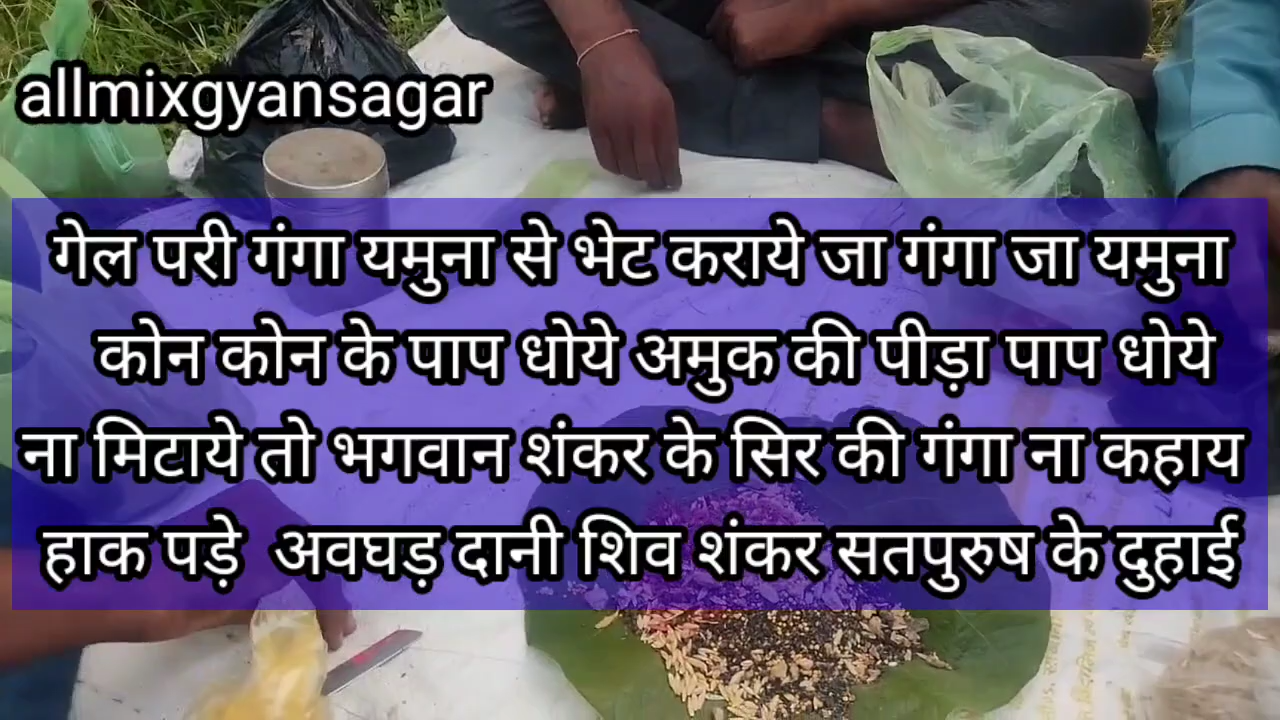 allmixgyansagar
गेल परी गंगा यमुना से भेट कराये जा गंगा जा यमुना
कोन कोन के पाप धोये अमुक की पीड़ा पाप धोये
ना मिटाये तो भगवान शंकर के सिर की गंगा ना कहाय
हाक पड़े अवघड़ दानी शिव शंकर सतपुरुष के दुहाई